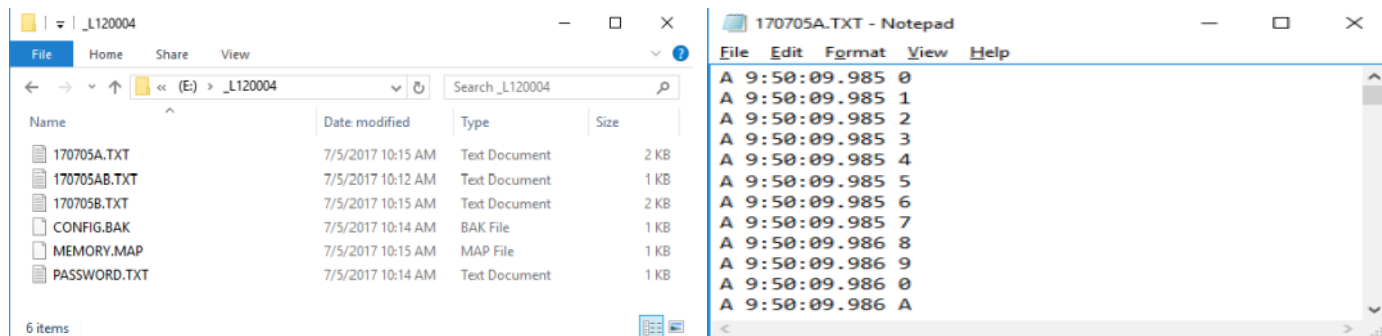 _L120004
File Home Share View
« (E:) › _L120004 Search _L120004
Name Date modified Type Size
170705A.TXT 7/5/2017 10:15 AM Text Document 2 KB
170705AB.TXT 7/5/2017 10:12 AM Text Document 1 KB
170705B.TXT 7/5/2017 10:15 AM Text Document 2 KB
CONFIG.BAK 7/5/2017 10:14 AM BAK File 1 KB
MEMORY.MAP 7/5/2017 10:15 AM MAP File 1 KB
PASSWORD.TXT 7/5/2017 10:14 AM Text Document 1 KB
6 items
170705A.TXT - Notepad
File Edit Format View Help
A 9:50:09.985 0
A 9:50:09.985 1
A 9:50:09.985 2
A 9:50:09.985 3
A 9:50:09.985 4
A 9:50:09.985 5
A 9:50:09.985 6
A 9:50:09.985 7
A 9:50:09.986 8
A 9:50:09.986 9
A 9:50:09.986 0
A 9:50:09.986 A